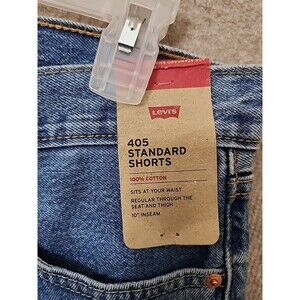 Levi's
405
STANDARD
SHORTS
100% COTTON
SITS AT YOUR WAIST
REGULAR THROUGH THE
SEAT AND THIGH
10" INSEAM